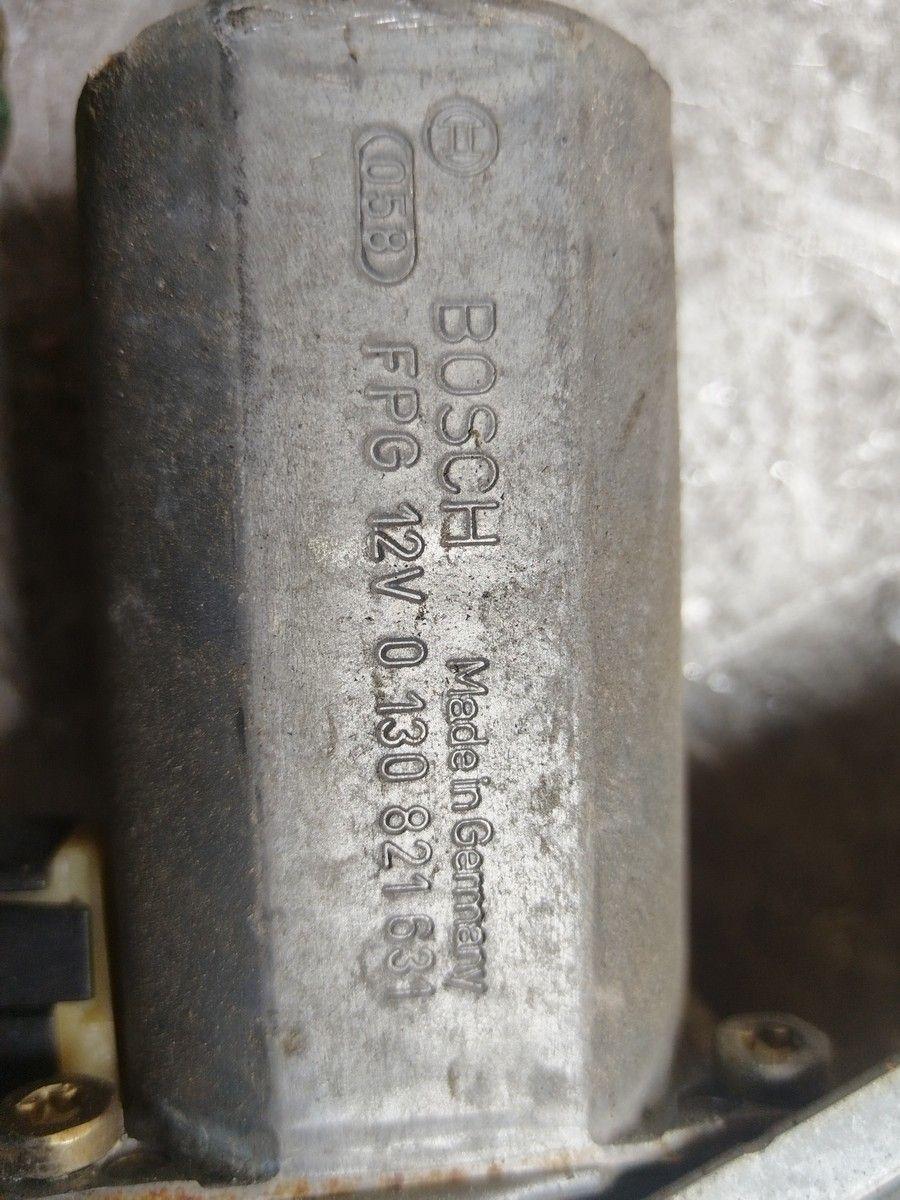 H BOSCH Made in Germany
058 FPG 12V 0 130 821 631